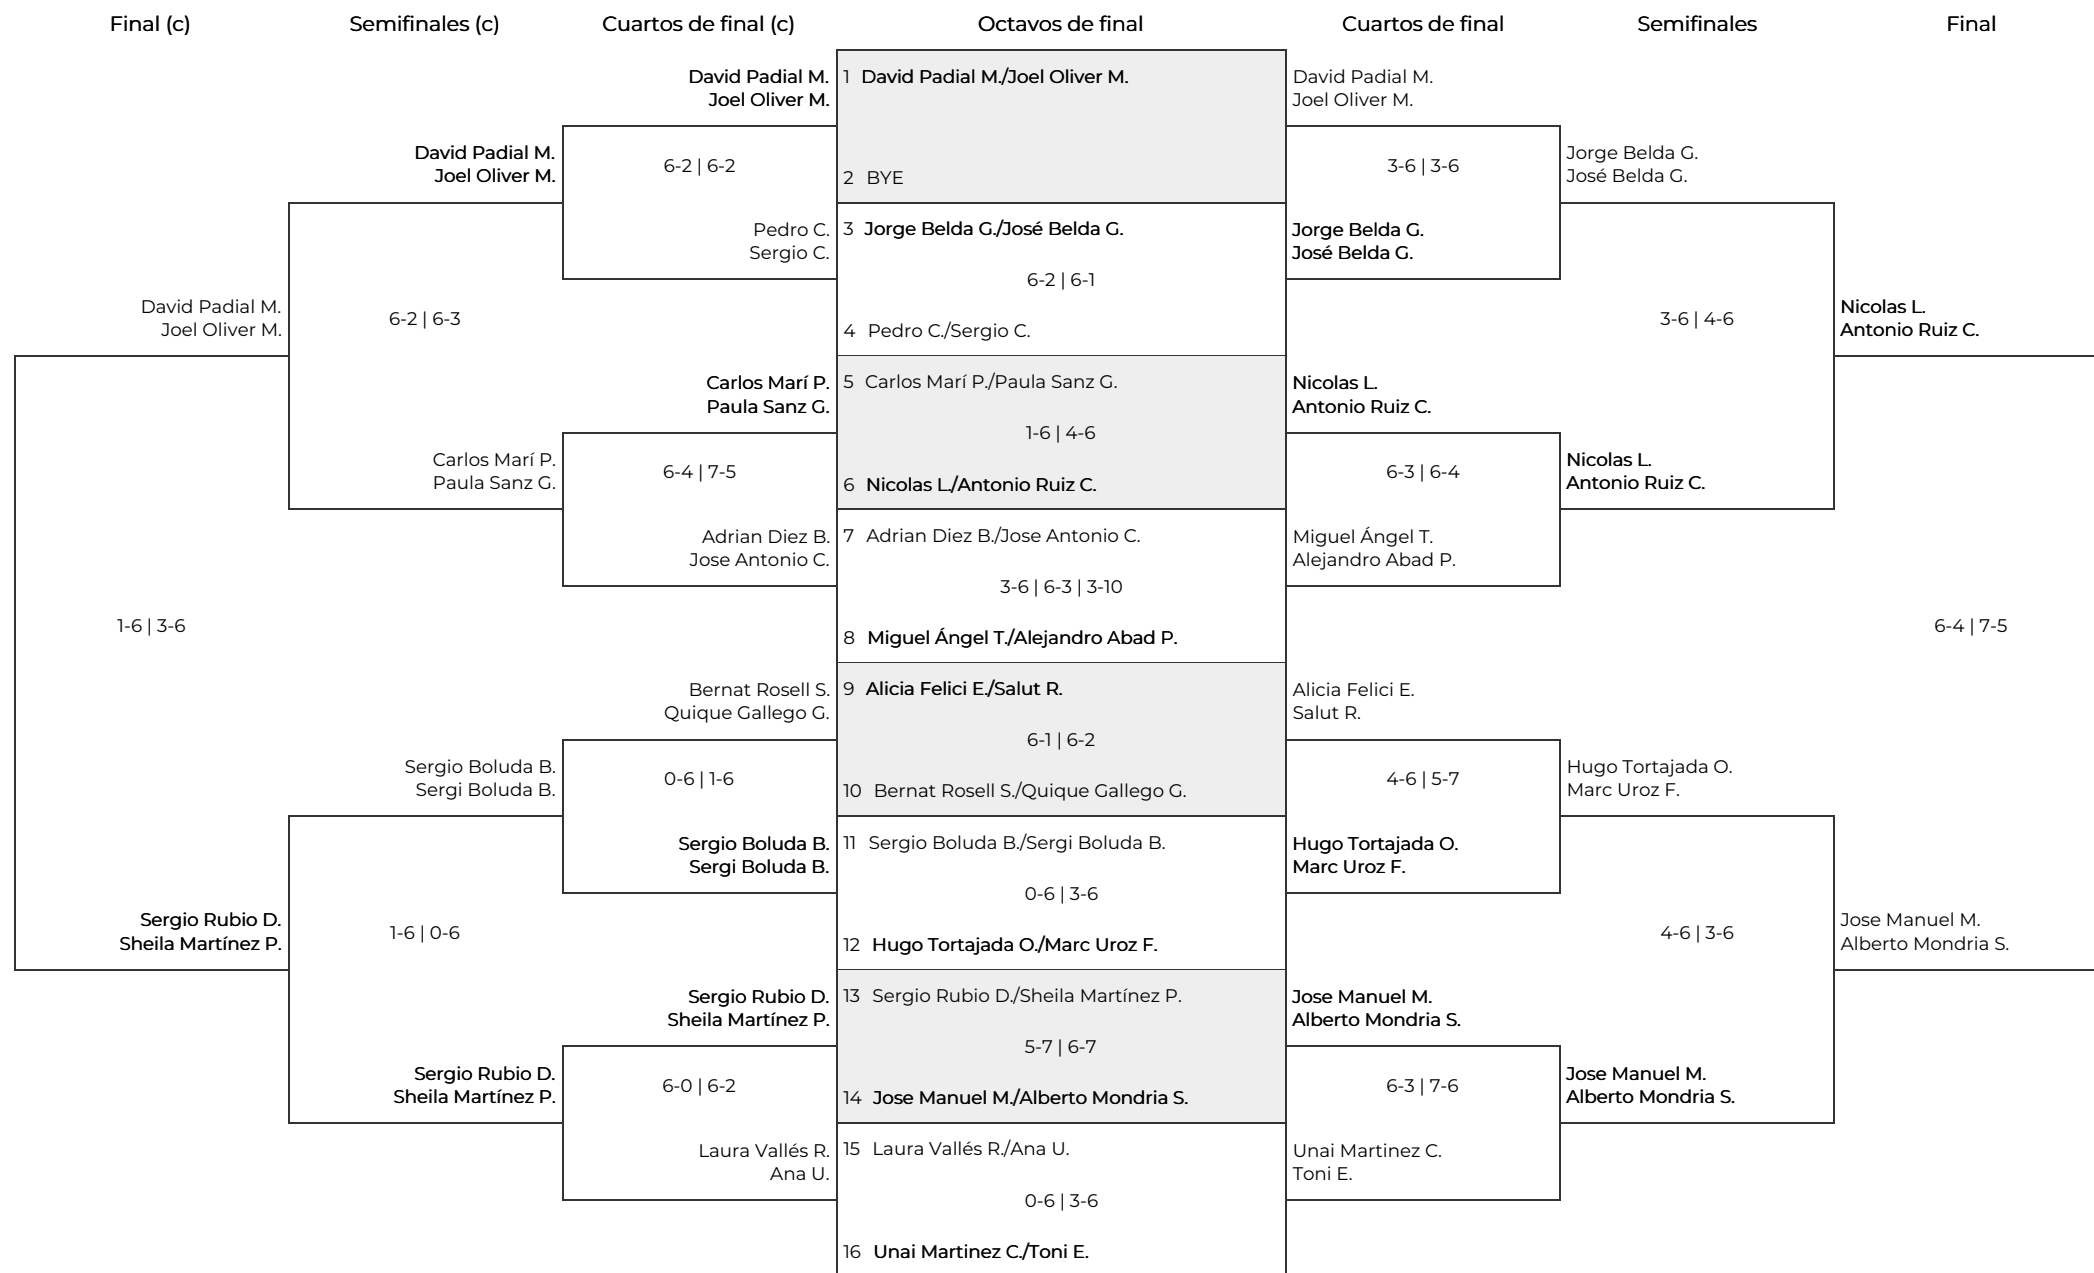 Final (c)
Semifinales (c)
Cuartos de final (c)
Octavos de final
Cuartos de final
Semifinales
Final
David Padial M.
Joel Oliver M.
Sergio Rubio D.
Sheila Martínez P.
1-6 | 3-6
David Padial M.
Joel Oliver M.
6-2 | 6-3
Carlos Marí P.
Paula Sanz G.
Sergio Boluda B.
Sergi Boluda B.
1-6 | 0-6
Sergio Rubio D.
Sheila Martínez P.
David Padial M.
Joel Oliver M.
6-2 | 6-2
Pedro C.
Sergio C.
Carlos Marí P.
Paula Sanz G.
6-4 | 7-5
Adrian Diez B.
Jose Antonio C.
Bernat Rosell S.
Quique Gallego G.
0-6 | 1-6
Sergio Boluda B.
Sergi Boluda B.
Sergio Rubio D.
Sheila Martínez P.
6-0 | 6-2
Laura Vallés R.
Ana U.
1 David Padial M./Joel Oliver M.
2 BYE
3 Jorge Belda G./José Belda G.
6-2 | 6-1
4 Pedro C./Sergio C.
5 Carlos Marí P./Paula Sanz G.
1-6 | 4-6
6 Nicolas L./Antonio Ruiz C.
7 Adrian Diez B./Jose Antonio C.
3-6 | 6-3 | 3-10
8 Miguel Ángel T./Alejandro Abad P.
9 Alicia Felici E./Salut R.
6-1 | 6-2
10 Bernat Rosell S./Quique Gallego G.
11 Sergio Boluda B./Sergi Boluda B.
0-6 | 3-6
12 Hugo Tortajada O./Marc Uroz F.
13 Sergio Rubio D./Sheila Martínez P.
5-7 | 6-7
14 Jose Manuel M./Alberto Mondria S.
15 Laura Vallés R./Ana U.
0-6 | 3-6
16 Unai Martinez C./Toni E.
David Padial M.
Joel Oliver M.
3-6 | 3-6
Jorge Belda G.
José Belda G.
Nicolas L.
Antonio Ruiz C.
6-3 | 6-4
Miguel Ángel T.
Alejandro Abad P.
Alicia Felici E.
Salut R.
4-6 | 5-7
Hugo Tortajada O.
Marc Uroz F.
Jose Manuel M.
Alberto Mondria S.
6-3 | 7-6
Unai Martinez C.
Toni E.
Jorge Belda G.
José Belda G.
3-6 | 4-6
Nicolas L.
Antonio Ruiz C.
Hugo Tortajada O.
Marc Uroz F.
4-6 | 3-6
Jose Manuel M.
Alberto Mondria S.
Nicolas L.
Antonio Ruiz C.
6-4 | 7-5
Jose Manuel M.
Alberto Mondria S.